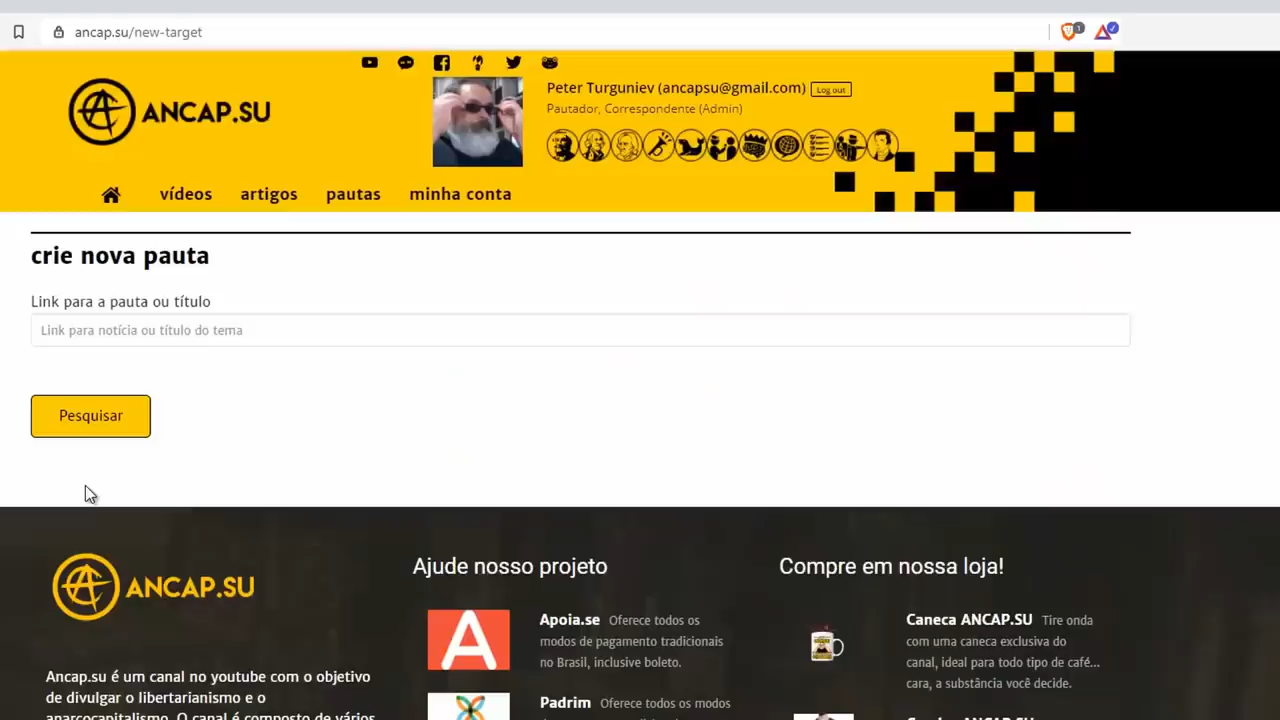 ancap.su/new-target
ANCAP.SU
Peter Turguniev (ancapsu@gmail.com) Log out
Pautador, Correspondente (Admin)
vídeos artigos pautas minha conta
crie nova pauta
Link para a pauta ou título
Link para notícia ou título do tema
Pesquisar
ANCAP.SU
Ancap.su é um canal no youtube com o objetivo
de divulgar o libertarianismo e o
anarcocapitalismo. O canal é composto de vários
Ajude nosso projeto
A
Apoia.se Oferece todos os
modos de pagamento tradicionais
no Brasil, inclusive boleto.
Padrim Oferece todos os modos
Compre em nossa loja!
Caneca ANCAP.SU Tire onda
com uma caneca exclusiva do
canal, ideal para todo tipo de café...
cara, a substância você decide.